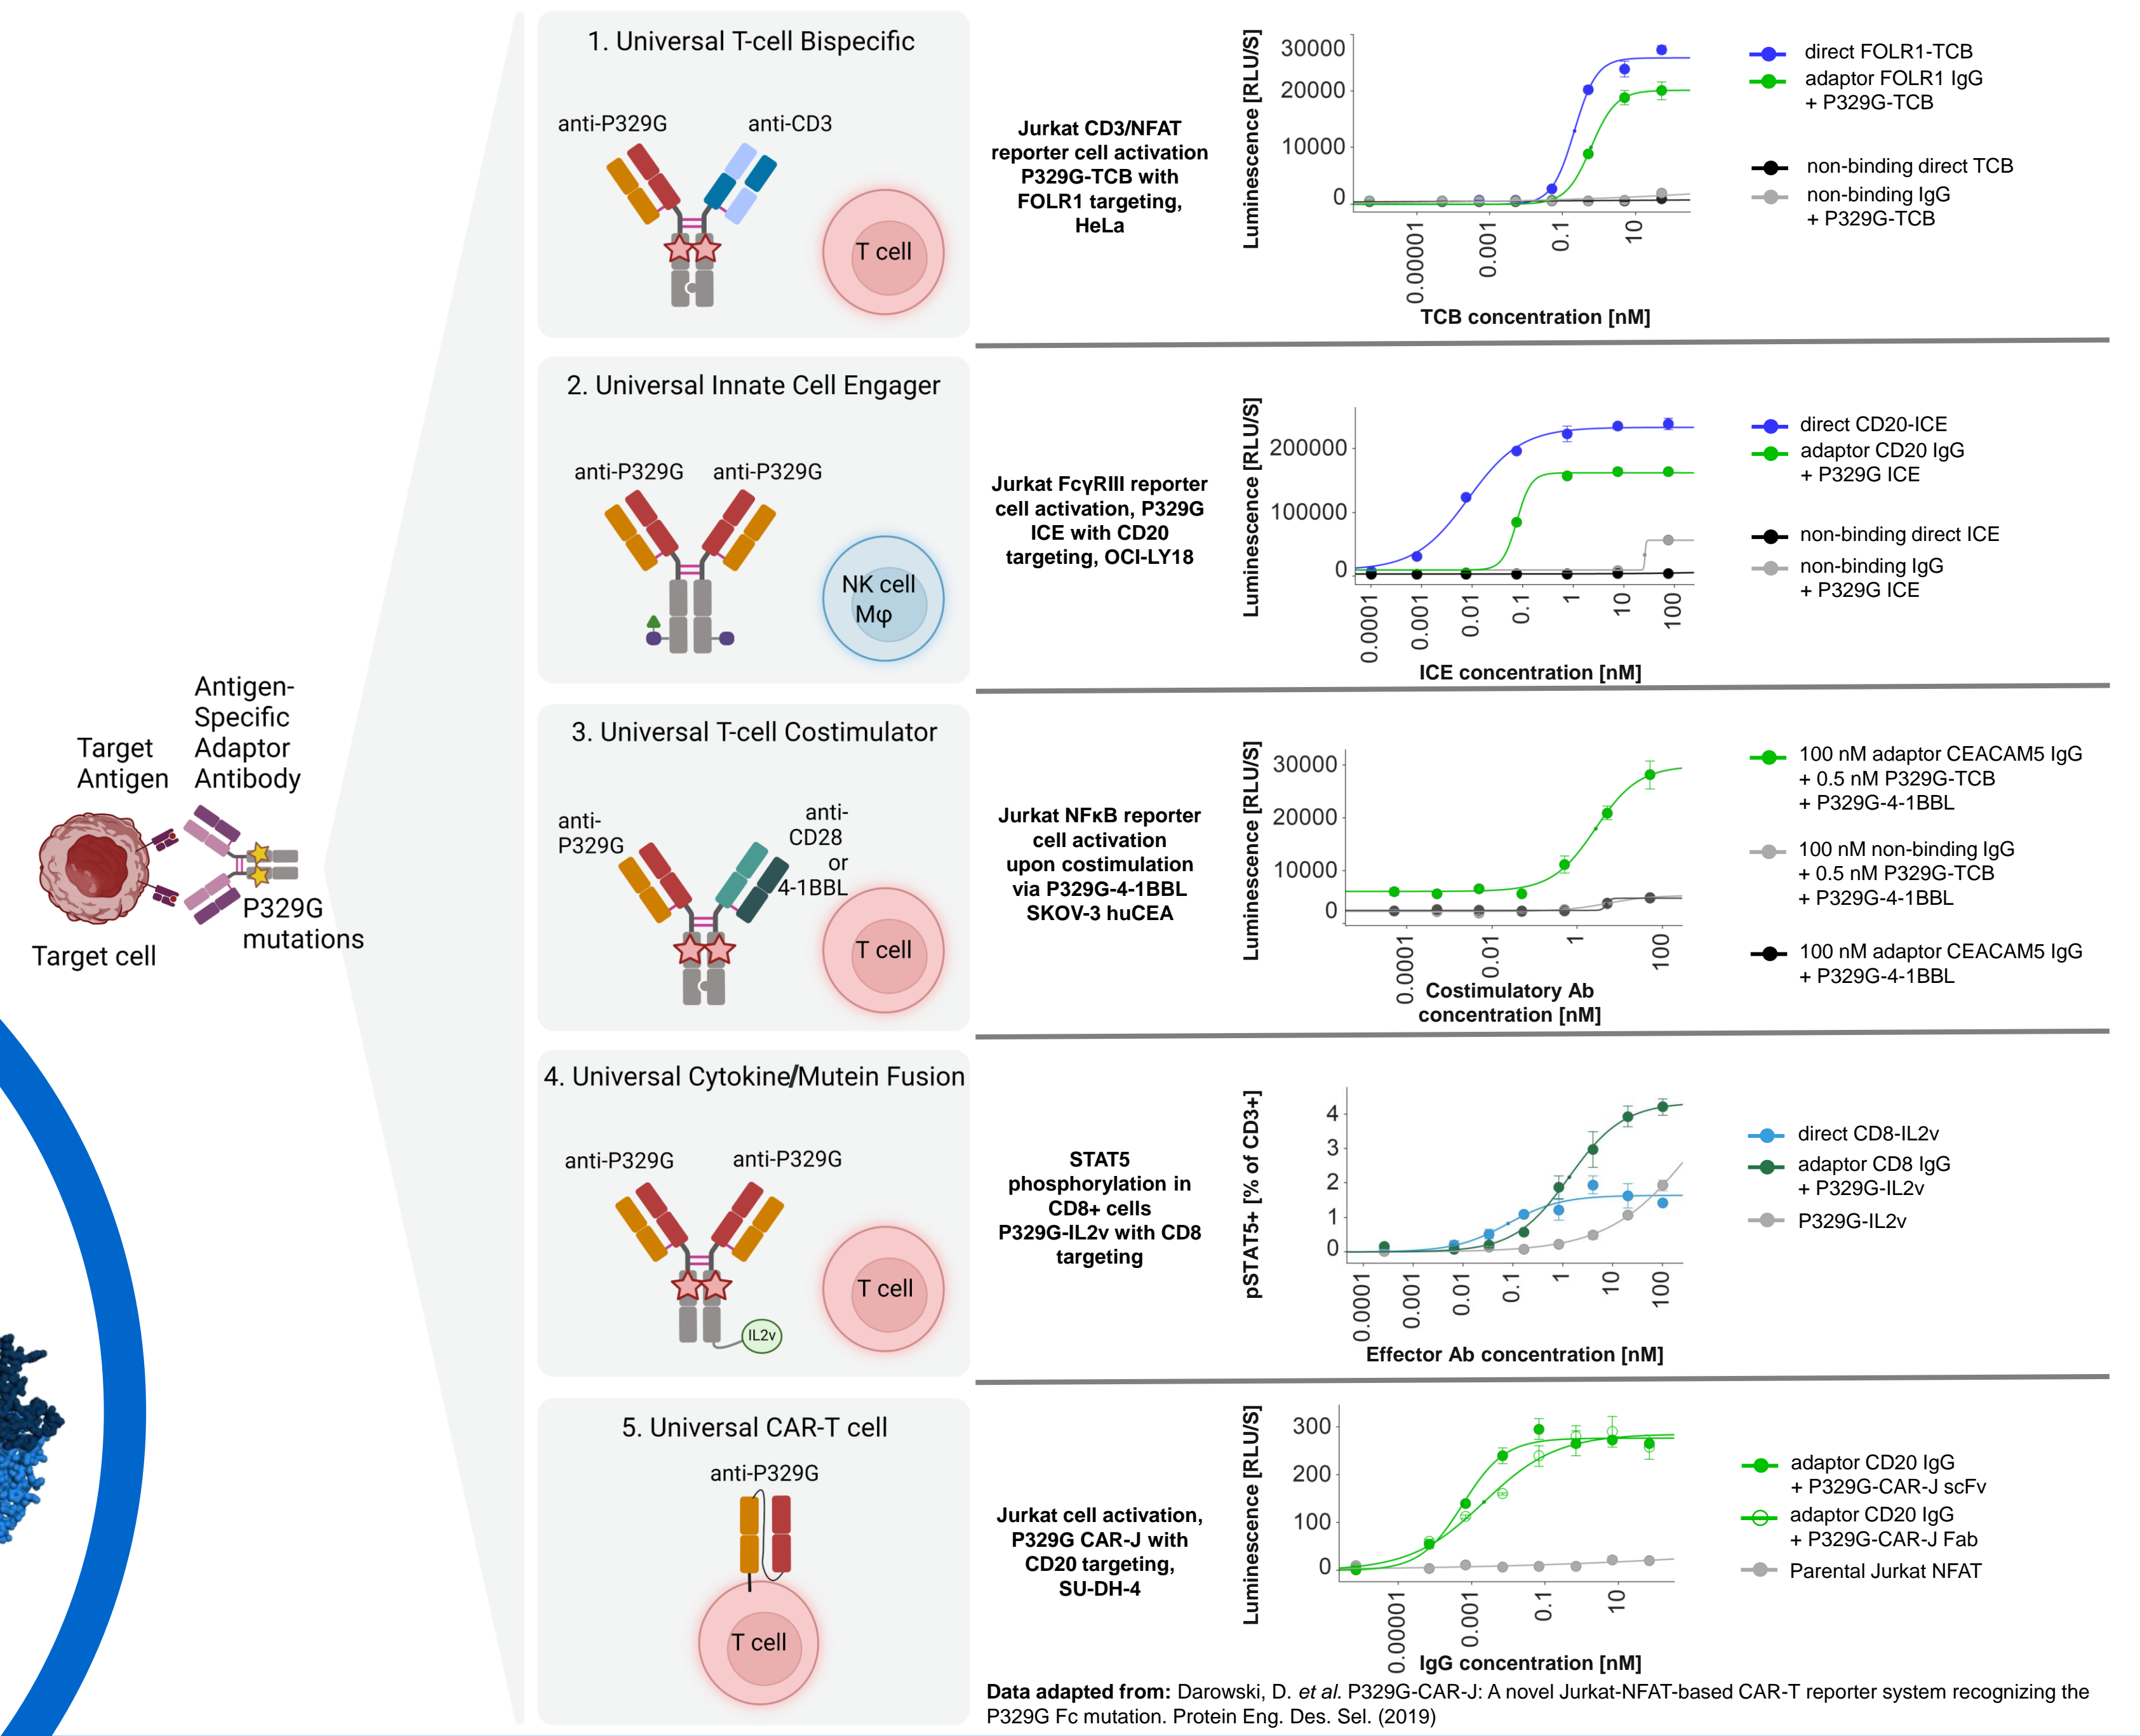 Target
Antigen
Antigen-
Specific
Adaptor
Antibody
P329G
mutations
Target cell
1. Universal T-cell Bispecific
anti-P329G
anti-CD3
T cell
Jurkat CD3/NFAT
reporter cell activation
P329G-TCB with
FOLR1 targeting,
HeLa
Luminescence [RLU/S]
30000
20000
10000
0
0.00001
0.001
0.1
10
TCB concentration [nM]
direct FOLR1-TCB
adaptor FOLR1 IgG
+ P329G-TCB
non-binding direct TCB
non-binding IgG
+ P329G-TCB
2. Universal Innate Cell Engager
anti-P329G
anti-P329G
NK cell
Mφ
Jurkat FcγRIII reporter
cell activation, P329G
ICE with CD20
targeting, OCI-LY18
Luminescence [RLU/S]
200000
100000
0
0.0001
0.001
0.01
0.1
1
10
100
ICE concentration [nM]
direct CD20-ICE
adaptor CD20 IgG
+ P329G ICE
non-binding direct ICE
non-binding IgG
+ P329G ICE
3. Universal T-cell Costimulator
anti-
P329G
anti-
CD28
or
4-1BBL
T cell
Jurkat NFκB reporter
cell activation
upon costimulation
via P329G-4-1BBL
SKOV-3 huCEA
Luminescence [RLU/S]
30000
20000
10000
0
0.0001
0.01
1
100
Costimulatory Ab
concentration [nM]
100 nM adaptor CEACAM5 IgG
+ 0.5 nM P329G-TCB
+ P329G-4-1BBL
100 nM non-binding IgG
+ 0.5 nM P329G-TCB
+ P329G-4-1BBL
100 nM adaptor CEACAM5 IgG
+ P329G-4-1BBL
4. Universal Cytokine/Mutein Fusion
anti-P329G
anti-P329G
IL2v
T cell
STAT5
phosphorylation in
CD8+ cells
P329G-IL2v with CD8
targeting
pSTAT5+ [% of CD3+]
4
3
2
1
0
0.0001
0.001
0.01
0.1
1
10
100
Effector Ab concentration [nM]
direct CD8-IL2v
adaptor CD8 IgG
+ P329G-IL2v
P329G-IL2v
5. Universal CAR-T cell
anti-P329G
T cell
Jurkat cell activation,
P329G CAR-J with
CD20 targeting,
SU-DH-4
Luminescence [RLU/S]
300
200
100
0
0.00001
0.001
0.1
10
IgG concentration [nM]
adaptor CD20 IgG
+ P329G-CAR-J scFv
adaptor CD20 IgG
+ P329G-CAR-J Fab
Parental Jurkat NFAT
Data adapted from: Darowski, D. et al. P329G-CAR-J: A novel Jurkat-NFAT-based CAR-T reporter system recognizing the
P329G Fc mutation. Protein Eng. Des. Sel. (2019)